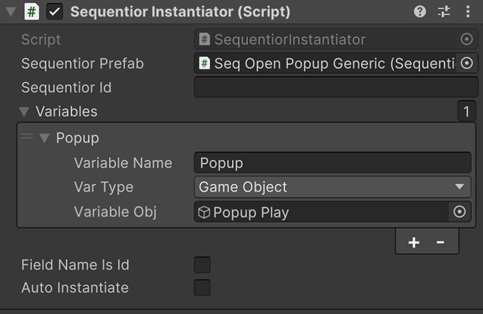 Sequentior Instantiator (Script)
Script SequentiorInstantiator
Sequentior Prefab Seq Open Popup Generic (Sequenti
Sequentior Id
Variables 1
Popup
Variable Name Popup
Var Type Game Object
Variable Obj Popup Play
+ -
Field Name Is Id
Auto Instantiate